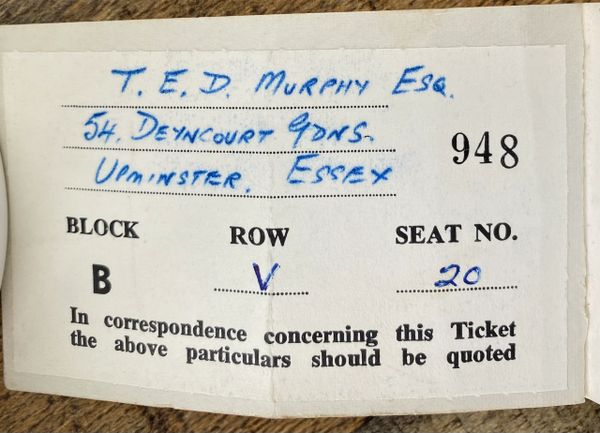 T. E. D. MURPHY ESQ.
54, DEYNCOURT GDNS.
948
UPMINSTER, ESSEX
BLOCK ROW SEAT NO.
B V 20
In correspondence concerning this Ticket
the above particulars should be quoted